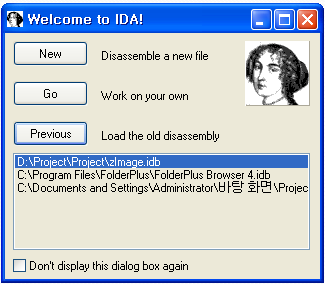 Welcome to IDA!
New Disassemble a new file
Go Work on your own
Previous Load the old disassembly
D:\Project\Project\zImage.idb
C:\Program Files\FolderPlus\FolderPlus Browser 4.idb
C:\Documents and Settings\Administrator\바탕 화면\Projec
Don't display this dialog box again